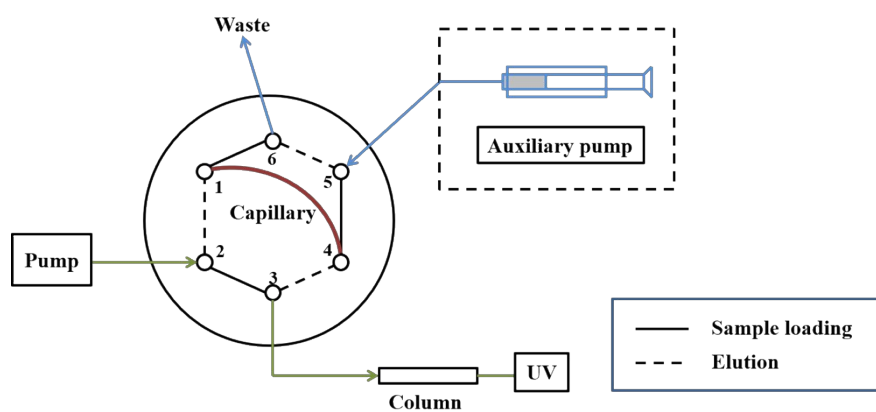 Waste
Auxiliary pump
6
5
1
Capillary
4
2
3
Pump
Column
UV
Sample loading
Elution